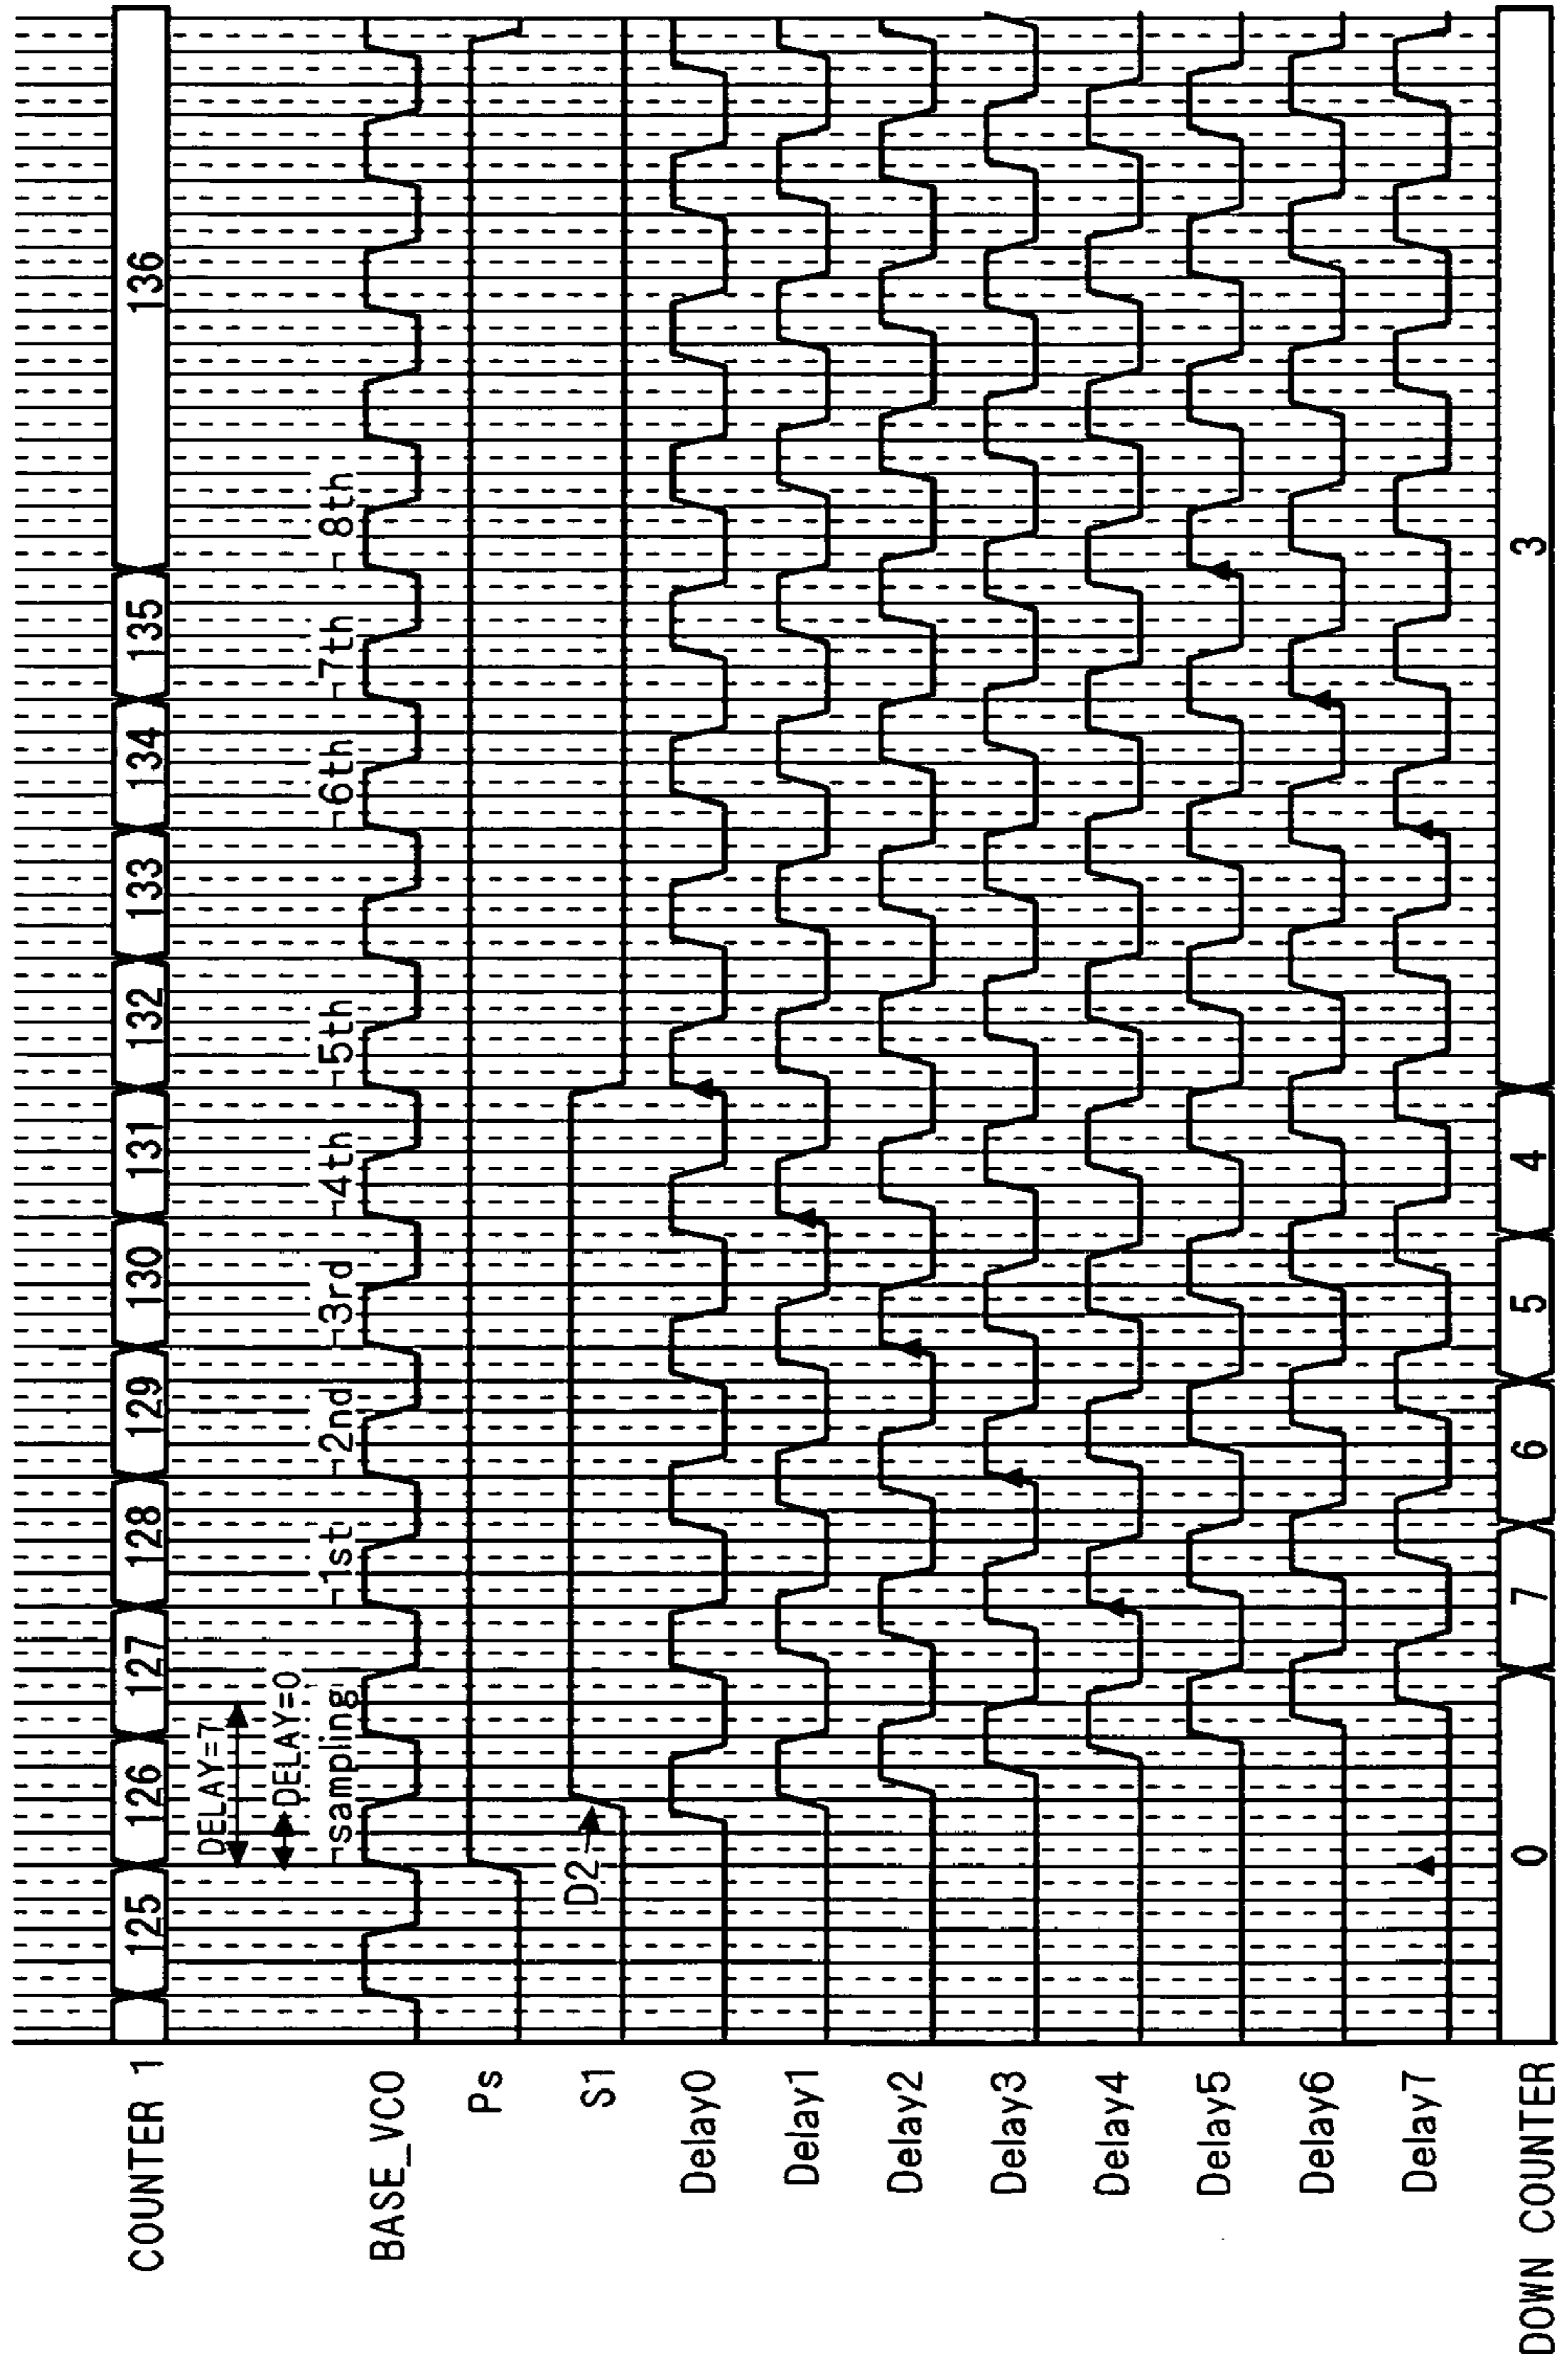 COUNTER 1
125
126
127
128
129
130
131
132
133
134
135
136
DELAY=7
DELAY=0
sampling
1st
2nd
3rd
4th
5th
6th
7th
8th
BASE_VCO
Ps
S1
D2
Delay0
Delay1
Delay2
Delay3
Delay4
Delay5
Delay6
Delay7
DOWN COUNTER
0
7
6
5
4
3